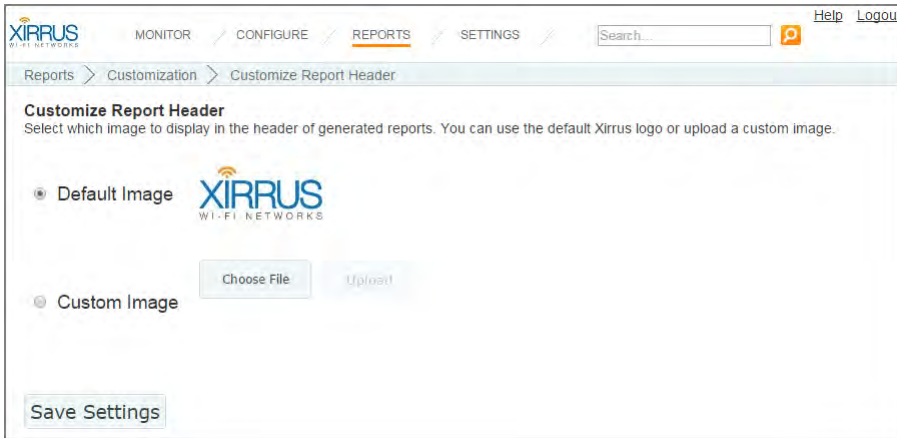 Help Logou
XIRRUS
WI-FI NETWORKS
MONITOR CONFIGURE REPORTS SETTINGS Search...
Reports Customization Customize Report Header
Customize Report Header
Select which image to display in the header of generated reports. You can use the default Xirrus logo or upload a custom image.
Default Image
XIRRUS
WI-FI NETWORKS
Choose File Upload
Custom Image
Save Settings